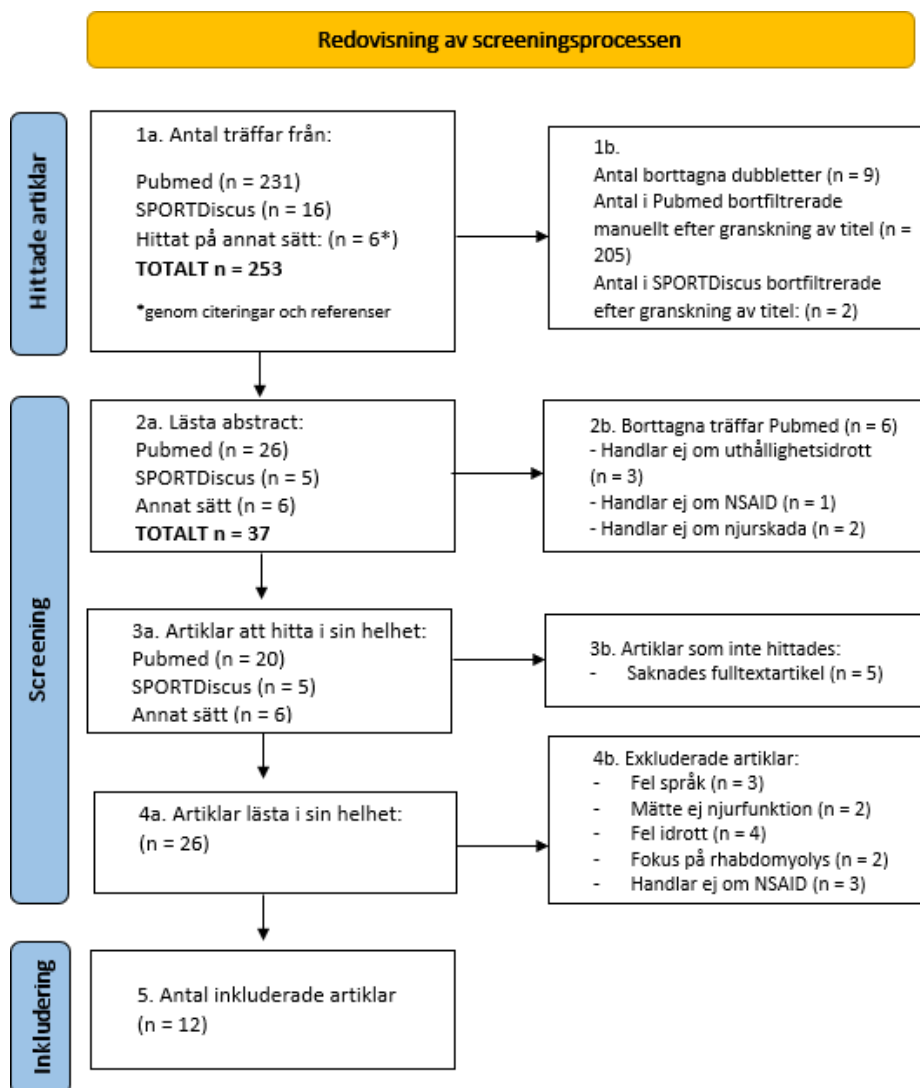 Redovisning av screeningsprocessen
Hittade artiklar
1a. Antal träffar från:
Pubmed (n = 231)
SPORTDiscus (n = 16)
Hittat på annat sätt: (n = 6*)
TOTALT n = 253
*genom citeringar och referenser
1b.
Antal borttagna dubbletter (n = 9)
Antal i Pubmed bortfiltrerade
manuellt efter granskning av titel (n =
205)
Antal i SPORTDiscus bortfiltrerade
efter granskning av titel: (n = 2)
Screening
2a. Lästa abstract:
Pubmed (n = 26)
SPORTDiscus (n = 5)
Annat sätt (n = 6)
TOTALT n = 37
2b. Borttagna träffar Pubmed (n = 6)
- Handlar ej om uthållighetsidrott
(n = 3)
- Handlar ej om NSAID (n = 1)
- Handlar ej om njurskada (n = 2)
3a. Artiklar att hitta i sin helhet:
Pubmed (n = 20)
SPORTDiscus (n = 5)
Annat sätt (n = 6)
3b. Artiklar som inte hittades:
- Saknades fulltextartikel (n = 5)
4a. Artiklar lästa i sin helhet:
(n = 26)
4b. Exkluderade artiklar:
- Fel språk (n = 3)
- Mätte ej njurfunktion (n = 2)
- Fel idrott (n = 4)
- Fokus på rhabdomyolys (n = 2)
- Handlar ej om NSAID (n = 3)
Inkludering
5. Antal inkluderade artiklar
(n = 12)